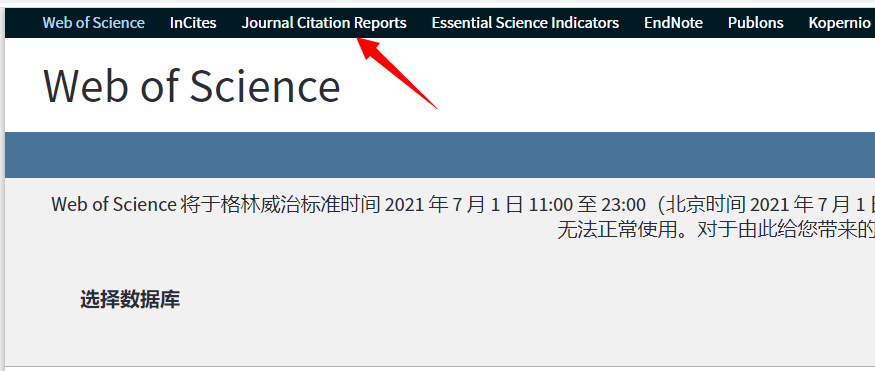 Web of Science InCites Journal Citation Reports Essential Science Indicators EndNote Publons Kopernio
Web of Science
Web of Science 将于格林威治标准时间 2021 年 7 月 1 日 11:00 至 23:00（北京时间 2021 年 7 月 1
无法正常使用。对于由此给您带来的
选择数据库